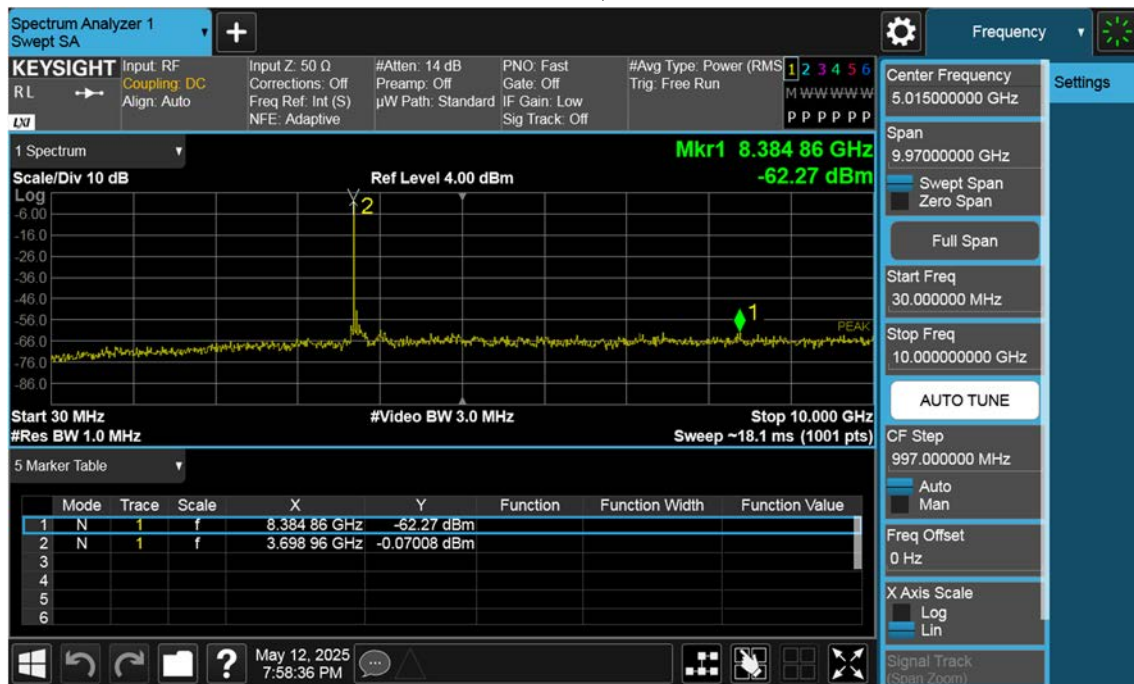 Spectrum Analyzer 1
Swept SA
+
Frequency
KEYSIGHT
RL
LXI
Input: RF
Coupling: DC
Align: Auto
Input Z: 50 Ω
Corrections: Off
Freq Ref: Int (S)
NFE: Adaptive
#Atten: 14 dB
Preamp: Off
µW Path: Standard
PNO: Fast
Gate: Off
IF Gain: Low
Sig Track: Off
#Avg Type: Power (RMS
Trig: Free Run
1 2 3 4 5 6
M W W W W W
P P P P P P
1 Spectrum
Scale/Div 10 dB
Ref Level 4.00 dBm
Mkr1 8.384 86 GHz
-62.27 dBm
Log
-6.00
-16.0
-26.0
-36.0
-46.0
-56.0
-66.0
-76.0
-86.0
2
1
PEAK
Start 30 MHz
#Video BW 3.0 MHz
Stop 10.000 GHz
#Res BW 1.0 MHz
Sweep ~18.1 ms (1001 pts)
5 Marker Table
Mode Trace Scale X Y Function Function Width Function Value
1 N 1 f 8.384 86 GHz -62.27 dBm
2 N 1 f 3.698 96 GHz -0.07008 dBm
3
4
5
6
?
May 12, 2025
7:58:36 PM
Center Frequency
5.015000000 GHz
Span
9.97000000 GHz
Swept Span
Zero Span
Full Span
Start Freq
30.000000 MHz
Stop Freq
10.000000000 GHz
AUTO TUNE
CF Step
997.000000 MHz
Auto
Man
Freq Offset
0 Hz
X Axis Scale
Log
Lin
Signal Track
(Span Zoom)
Settings